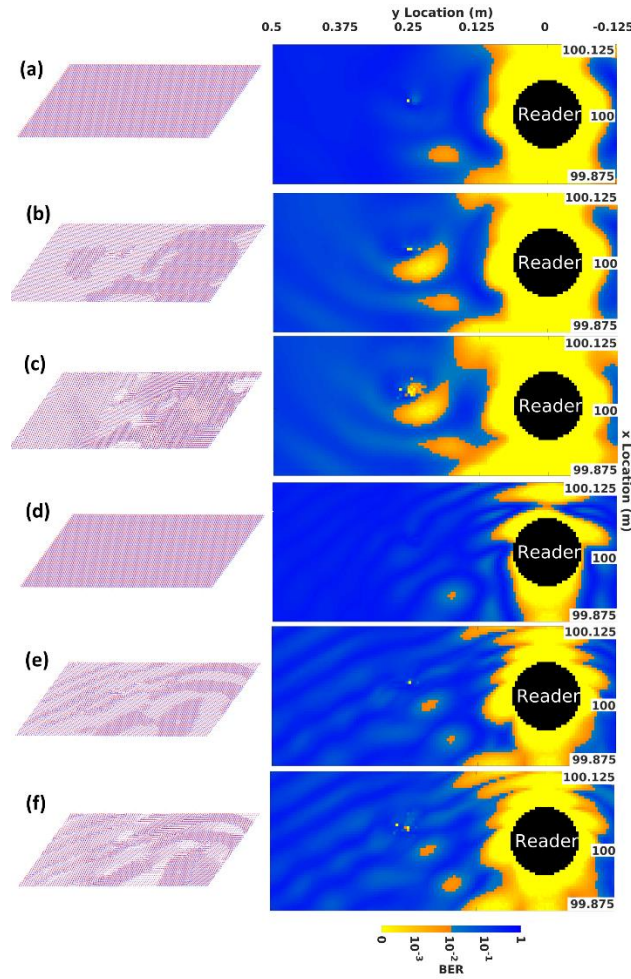 y Location (m)
0.5 0.375 0.25 0.125 0 -0.125
(a)
100.125
Reader
100
99.875
(b)
100.125
Reader
100
99.875
(c)
100.125
Reader
100
99.875
x Location (m)
(d)
100.125
Reader
100
99.875
(e)
100.125
Reader
100
99.875
(f)
100.125
Reader
100
99.875
0 10⁻³ 10⁻² 10⁻¹ 1
BER